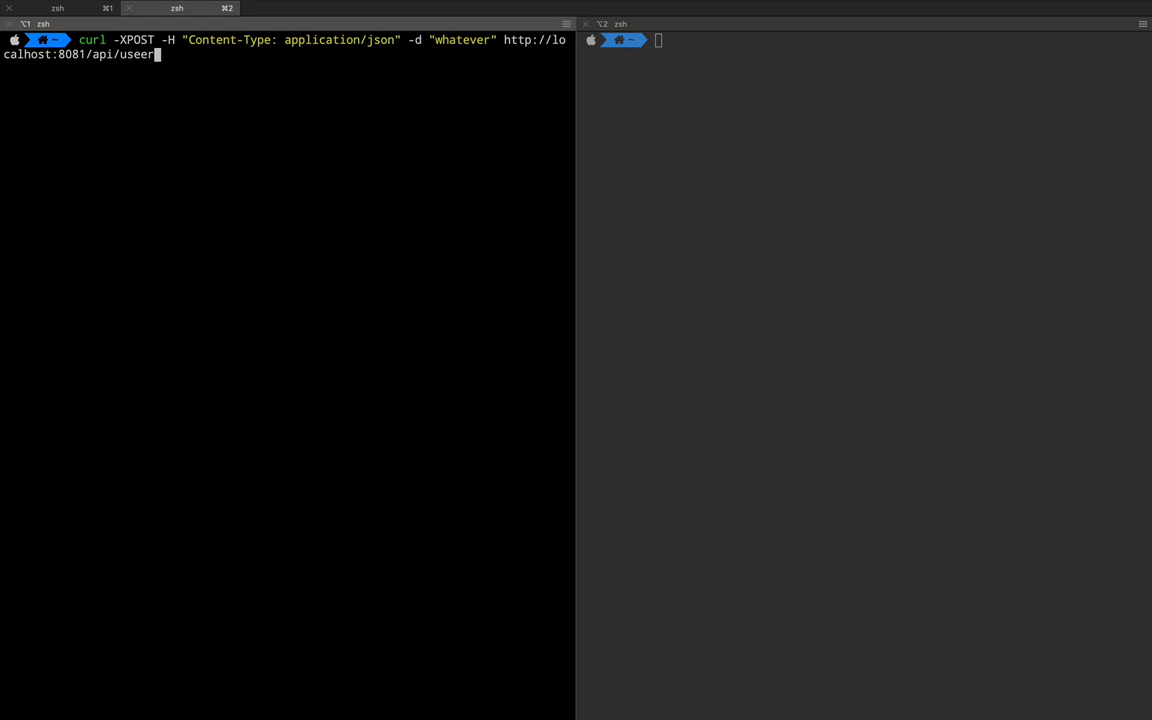 zsh ⌘1 zsh ⌘2
⌥1 zsh
⌥2 zsh
~ curl -XPOST -H "Content-Type: application/json" -d "whatever" http://lo
calhost:8081/api/useer
~